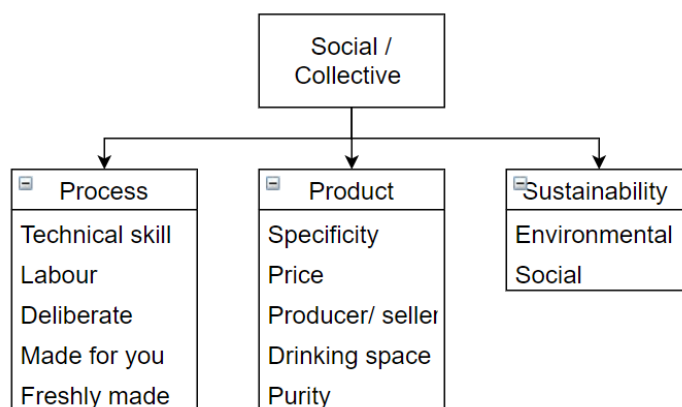 Social /
Collective
Process
Technical skill
Labour
Deliberate
Made for you
Freshly made
Product
Specificity
Price
Producer/ seller
Drinking space
Purity
Sustainability
Environmental
Social